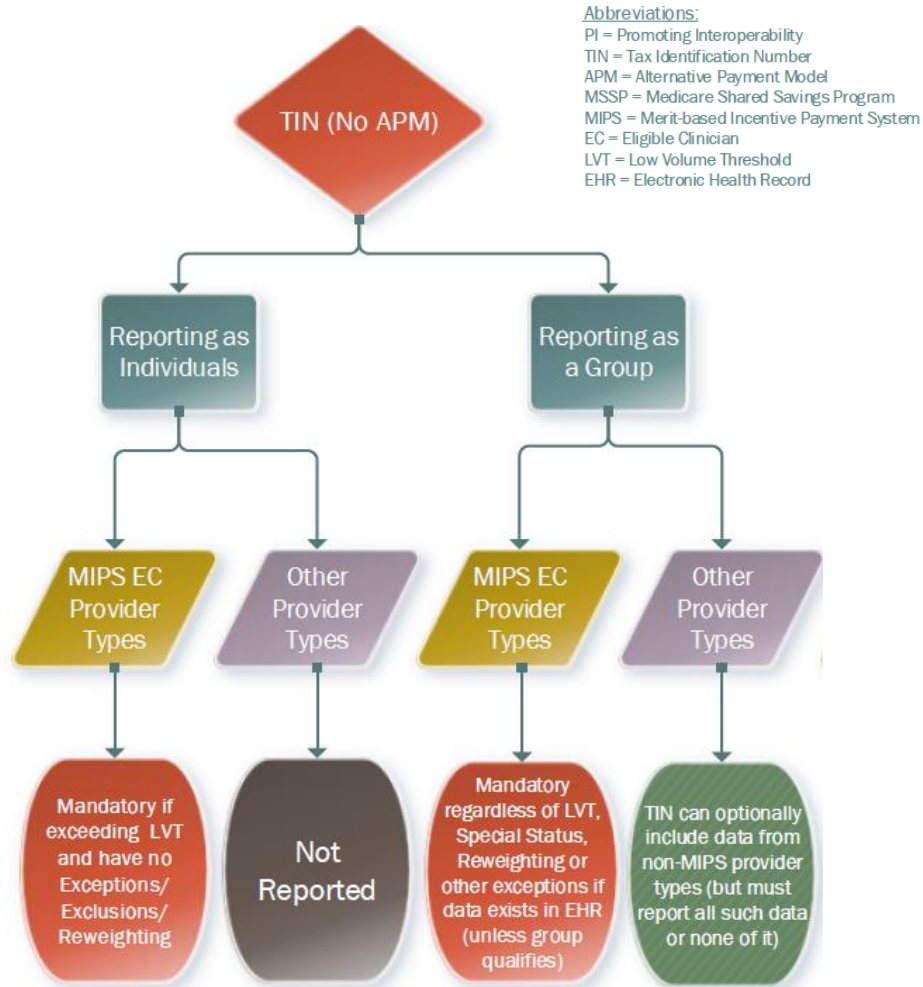 Abbreviations:
PI = Promoting Interoperability
TIN = Tax Identification Number
APM = Alternative Payment Model
MSSP = Medicare Shared Savings Program
MIPS = Merit-based Incentive Payment System
EC = Eligible Clinician
LVT = Low Volume Threshold
EHR = Electronic Health Record
TIN (No APM)
Reporting as
Individuals
Reporting as
a Group
MIPS EC
Provider
Types
Other
Provider
Types
MIPS EC
Provider
Types
Other
Provider
Types
Mandatory if
exceeding LVT
and have no
Exceptions/
Exclusions/
Reweighting
Not
Reported
Mandatory
regardless of LVT,
Special Status,
Reweighting or
other exceptions if
data exists in EHR
(unless group
qualifies)
TIN can optionally
include data from
non-MIPS provider
types (but must
report all such data
or none of it)